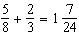 5/8 + 2/3 = 1 7/24